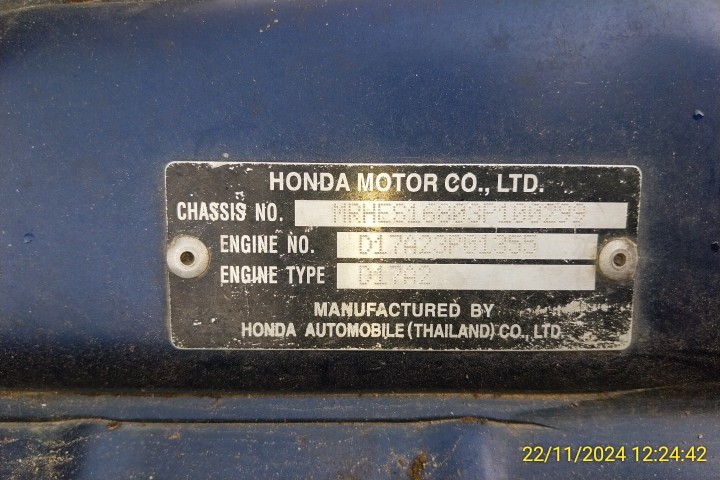 HONDA MOTOR CO., LTD.
CHASSIS NO. MRHES16803P100299
ENGINE NO. D17A23P01355
ENGINE TYPE D17A2
MANUFACTURED BY
HONDA AUTOMOBILE (THAILAND) CO., LTD.
22/11/2024 12:24:42